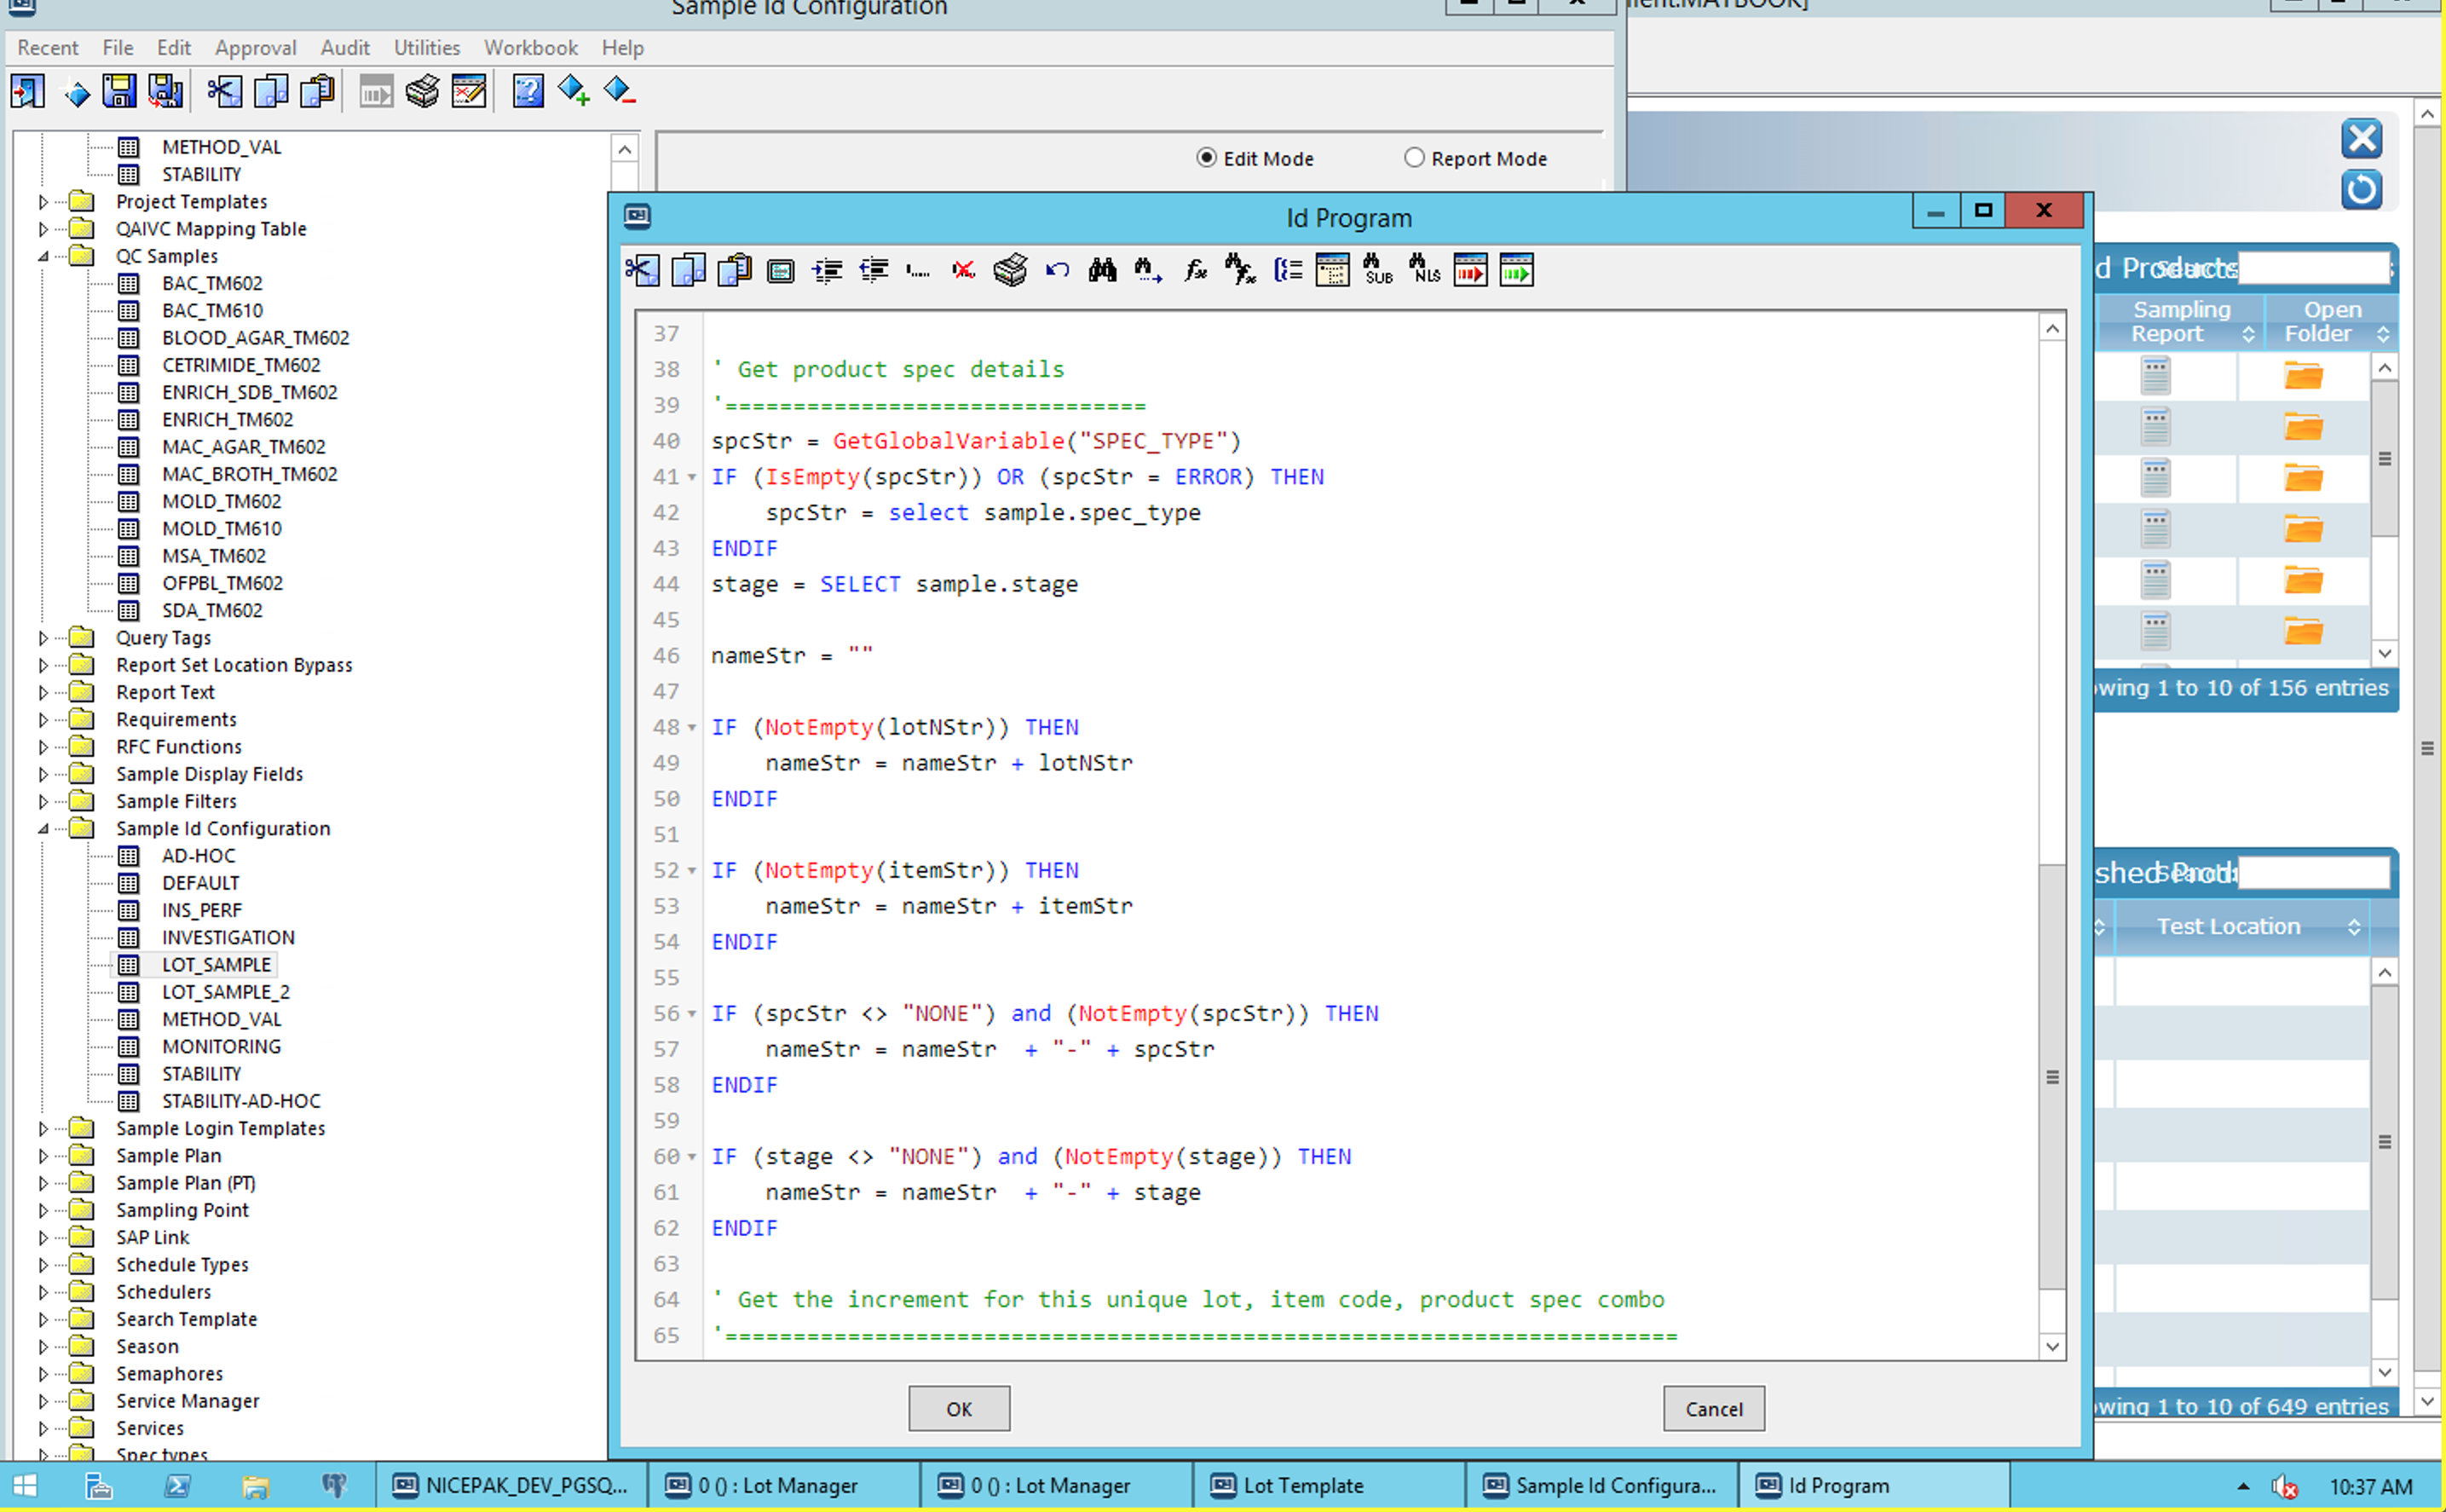 Sample Id Configuration
Recent File Edit Approval Audit Utilities Workbook Help
Edit Mode Report Mode
METHOD_VAL
STABILITY
Project Templates
QAIVC Mapping Table
QC Samples
BAC_TM602
BAC_TM610
BLOOD_AGAR_TM602
CETRIMIDE_TM602
ENRICH_SDB_TM602
ENRICH_TM602
MAC_AGAR_TM602
MAC_BROTH_TM602
MOLD_TM602
MOLD_TM610
MSA_TM602
OFPBL_TM602
SDA_TM602
Query Tags
Report Set Location Bypass
Report Text
Requirements
RFC Functions
Sample Display Fields
Sample Filters
Sample Id Configuration
AD-HOC
DEFAULT
INS_PERF
INVESTIGATION
LOT_SAMPLE
LOT_SAMPLE_2
METHOD_VAL
MONITORING
STABILITY
STABILITY-AD-HOC
Sample Login Templates
Sample Plan
Sample Plan (PT)
Sampling Point
SAP Link
Schedule Types
Schedulers
Search Template
Season
Semaphores
Service Manager
Services
Spec types
Id Program
SUB NLS
37
38 ' Get product spec details
39 '===============================
40 spcStr = GetGlobalVariable("SPEC_TYPE")
41 IF (IsEmpty(spcStr)) OR (spcStr = ERROR) THEN
42 spcStr = select sample.spec_type
43 ENDIF
44 stage = SELECT sample.stage
45
46 nameStr = ""
47
48 IF (NotEmpty(lotNStr)) THEN
49 nameStr = nameStr + lotNStr
50 ENDIF
51
52 IF (NotEmpty(itemStr)) THEN
53 nameStr = nameStr + itemStr
54 ENDIF
55
56 IF (spcStr <> "NONE") and (NotEmpty(spcStr)) THEN
57 nameStr = nameStr + "-" + spcStr
58 ENDIF
59
60 IF (stage <> "NONE") and (NotEmpty(stage)) THEN
61 nameStr = nameStr + "-" + stage
62 ENDIF
63
64 ' Get the increment for this unique lot, item code, product spec combo
65 '======================================================================
OK Cancel
d Products
Sampling Report
Open Folder
wing 1 to 10 of 156 entries
shed Prod
Test Location
wing 1 to 10 of 649 entries
NICEPAK_DEV_PGSQ... 0 () : Lot Manager 0 () : Lot Manager Lot Template Sample Id Configura... Id Program 10:37 AM